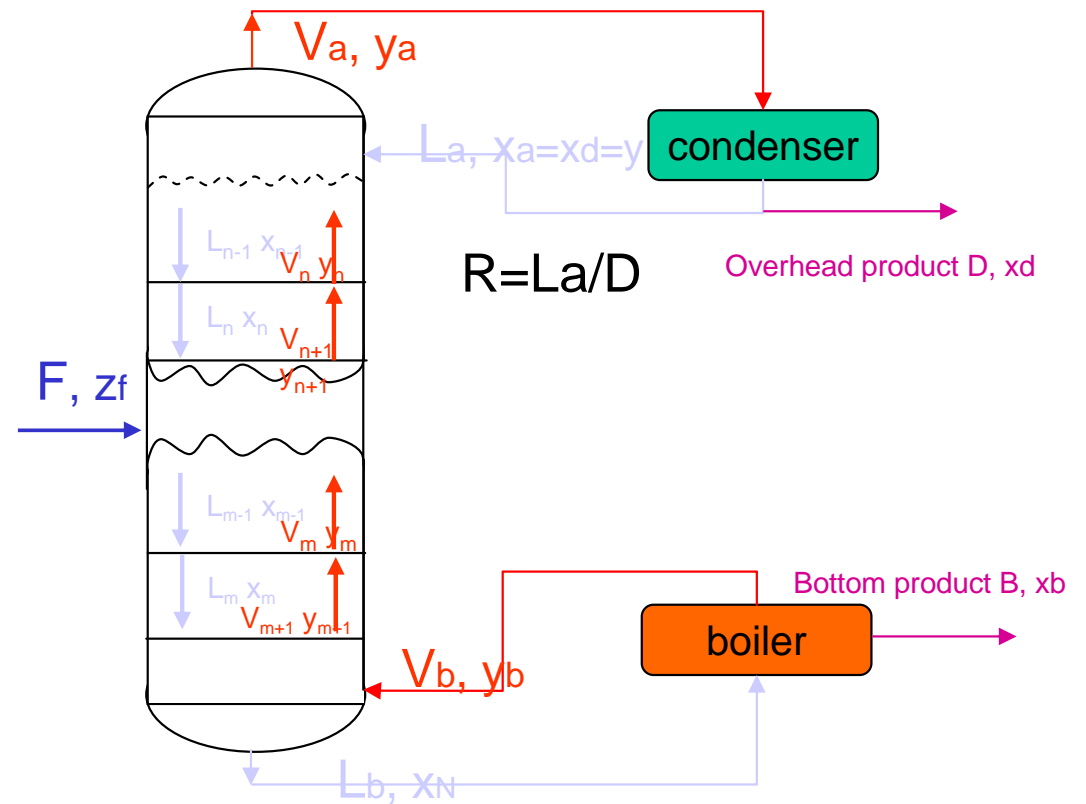 Va, ya
La, xa=xd=y
condenser
Ln-1 xn-1
Vn yn
R=La/D
Overhead product D, xd
Ln xn
Vn+1
yn+1
F, zf
Lm-1 xm-1
Vm ym
Lm xm
Vm+1 ym+1
Bottom product B, xb
boiler
Vb, yb
Lb, xN